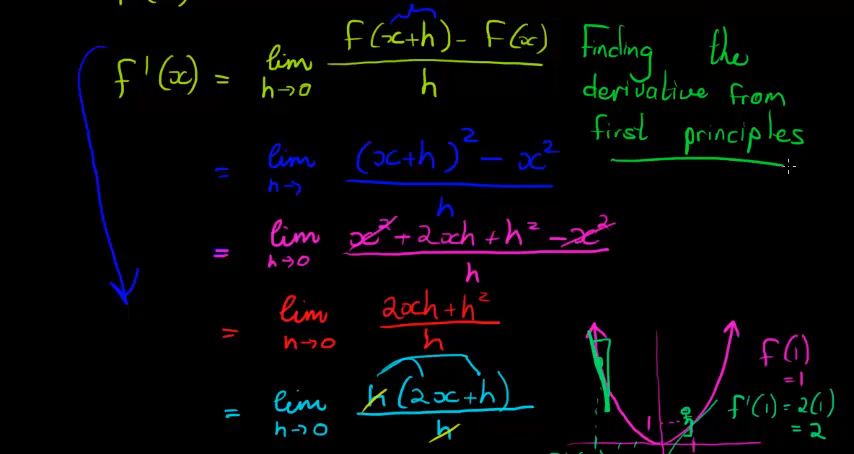 f'(x) = lim h→0 F(x+h) - F(x) / h
Finding the
derivative from
first principles
= lim h→ (x+h)² - x² / h
= lim h→0 x² + 2xh + h² - x² / h
= lim h→0 2xh + h² / h
= lim h→0 h(2x+h) / h
f(1)
=1
1
f'(1) = 2(1)
= 2